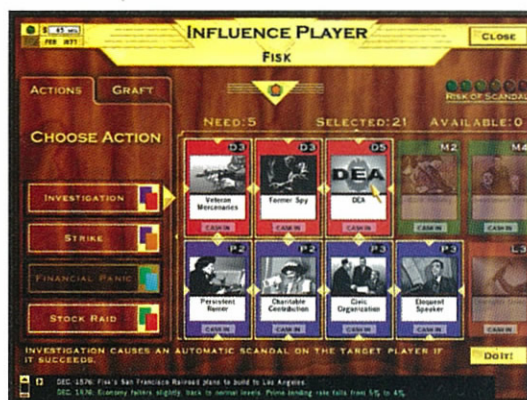 INFLUENCE PLAYER
FISK
CLOSE
FEB 1877
ACTIONS
GRAFT
RISK OF SCANDAL
NEED:5
SELECTED:21
AVAILABLE:0
CHOOSE ACTION
INVESTIGATION
STRIKE
FINANCIAL PANIC
STOCK RAID
D3
Veteran Mercenaries
CASH IN
D3
Former Spy
CASH IN
D5
DEA
DEA
CASH IN
M2
CASH IN
M4
CASH IN
P2
Persistent Rumor
CASH IN
P2
Charitable Contribution
CASH IN
P3
Civic Organization
CASH IN
P3
Eloquent Speaker
CASH IN
L3
CASH IN
INVESTIGATION CAUSES AN AUTOMATIC SCANDAL ON THE TARGET PLAYER IF
IT SUCCEEDS.
DO IT!
DEC. 1876: Fisk's San Francisco Railroad plans to build to Los Angeles.
DEC. 1876: Economy falters slightly, back to normal levels. Prime lending rate falls from 5% to 4%.